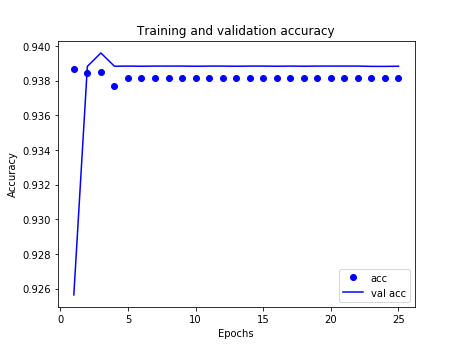 Training and validation accuracy
0.940
0.938
0.936
0.934
0.932
0.930
0.928
0.926
Accuracy
acc
val acc
0 5 10 15 20 25
Epochs